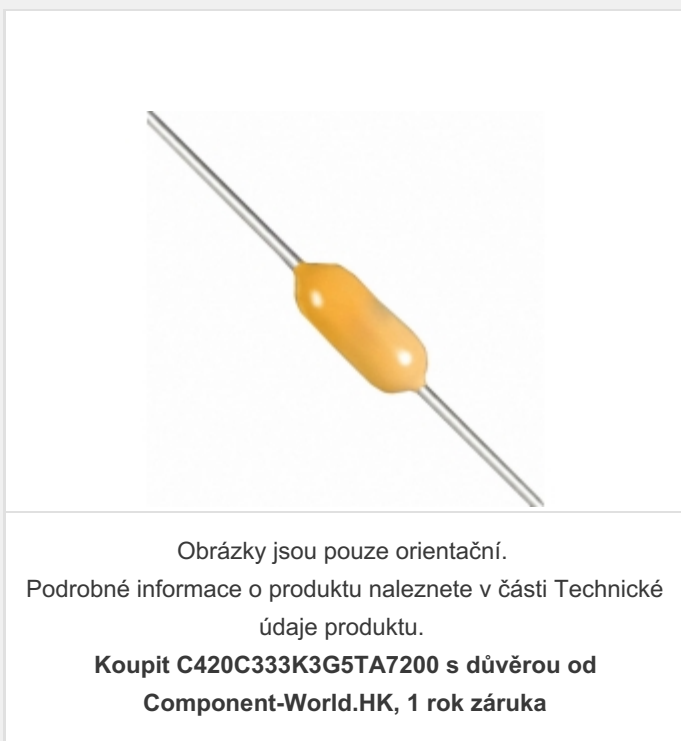 Obrázky jsou pouze orientační.
Podrobné informace o produktu naleznete v části Technické
údaje produktu.
Koupit C420C333K3G5TA7200 s důvěrou od
Component-World.HK, 1 rok záruka